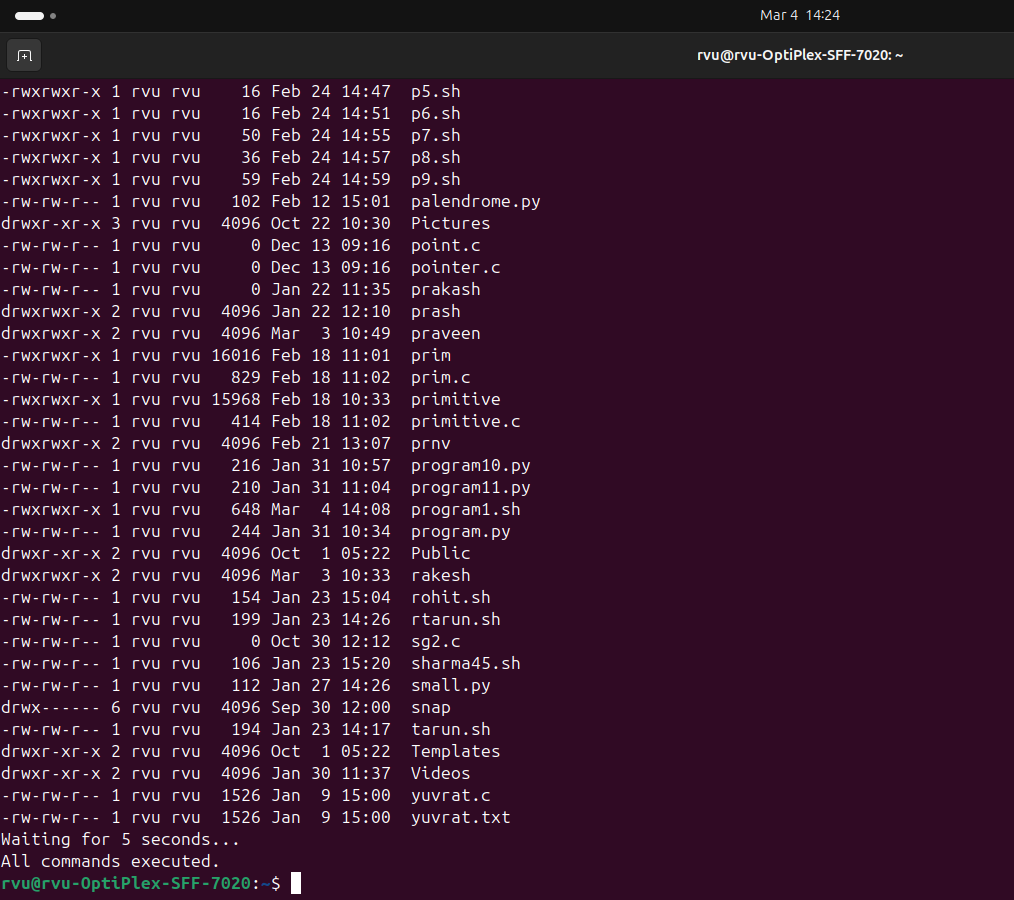 Mar 4  14:24
rvu@rvu-OptiPlex-SFF-7020: ~
-rwxrwxr-x 1 rvu rvu    16 Feb 24 14:47  p5.sh
-rwxrwxr-x 1 rvu rvu    16 Feb 24 14:51  p6.sh
-rwxrwxr-x 1 rvu rvu    50 Feb 24 14:55  p7.sh
-rwxrwxr-x 1 rvu rvu    36 Feb 24 14:57  p8.sh
-rwxrwxr-x 1 rvu rvu    59 Feb 24 14:59  p9.sh
-rw-rw-r-- 1 rvu rvu   102 Feb 12 15:01  palendrome.py
drwxr-xr-x 3 rvu rvu  4096 Oct 22 10:30  Pictures
-rw-rw-r-- 1 rvu rvu     0 Dec 13 09:16  point.c
-rw-rw-r-- 1 rvu rvu     0 Dec 13 09:16  pointer.c
-rw-rw-r-- 1 rvu rvu     0 Jan 22 11:35  prakash
drwxrwxr-x 2 rvu rvu  4096 Jan 22 12:10  prash
drwxrwxr-x 2 rvu rvu  4096 Mar  3 10:49  praveen
-rwxrwxr-x 1 rvu rvu 16016 Feb 18 11:01  prim
-rw-rw-r-- 1 rvu rvu   829 Feb 18 11:02  prim.c
-rwxrwxr-x 1 rvu rvu 15968 Feb 18 10:33  primitive
-rw-rw-r-- 1 rvu rvu   414 Feb 18 11:02  primitive.c
drwxrwxr-x 2 rvu rvu  4096 Feb 21 13:07  prnv
-rw-rw-r-- 1 rvu rvu   216 Jan 31 10:57  program10.py
-rw-rw-r-- 1 rvu rvu   210 Jan 31 11:04  program11.py
-rwxrwxr-x 1 rvu rvu   648 Mar  4 14:08  program1.sh
-rw-rw-r-- 1 rvu rvu   244 Jan 31 10:34  program.py
drwxr-xr-x 2 rvu rvu  4096 Oct  1 05:22  Public
drwxrwxr-x 2 rvu rvu  4096 Mar  3 10:33  rakesh
-rw-rw-r-- 1 rvu rvu   154 Jan 23 15:04  rohit.sh
-rw-rw-r-- 1 rvu rvu   199 Jan 23 14:26  rtarun.sh
-rw-rw-r-- 1 rvu rvu     0 Oct 30 12:12  sg2.c
-rw-rw-r-- 1 rvu rvu   106 Jan 23 15:20  sharma45.sh
-rw-rw-r-- 1 rvu rvu   112 Jan 27 14:26  small.py
drwx------ 6 rvu rvu  4096 Sep 30 12:00  snap
-rw-rw-r-- 1 rvu rvu   194 Jan 23 14:17  tarun.sh
drwxr-xr-x 2 rvu rvu  4096 Oct  1 05:22  Templates
drwxr-xr-x 2 rvu rvu  4096 Jan 30 11:37  Videos
-rw-rw-r-- 1 rvu rvu  1526 Jan  9 15:00  yuvrat.c
-rw-rw-r-- 1 rvu rvu  1526 Jan  9 15:00  yuvrat.txt
Waiting for 5 seconds...
All commands executed.
rvu@rvu-OptiPlex-SFF-7020:~$